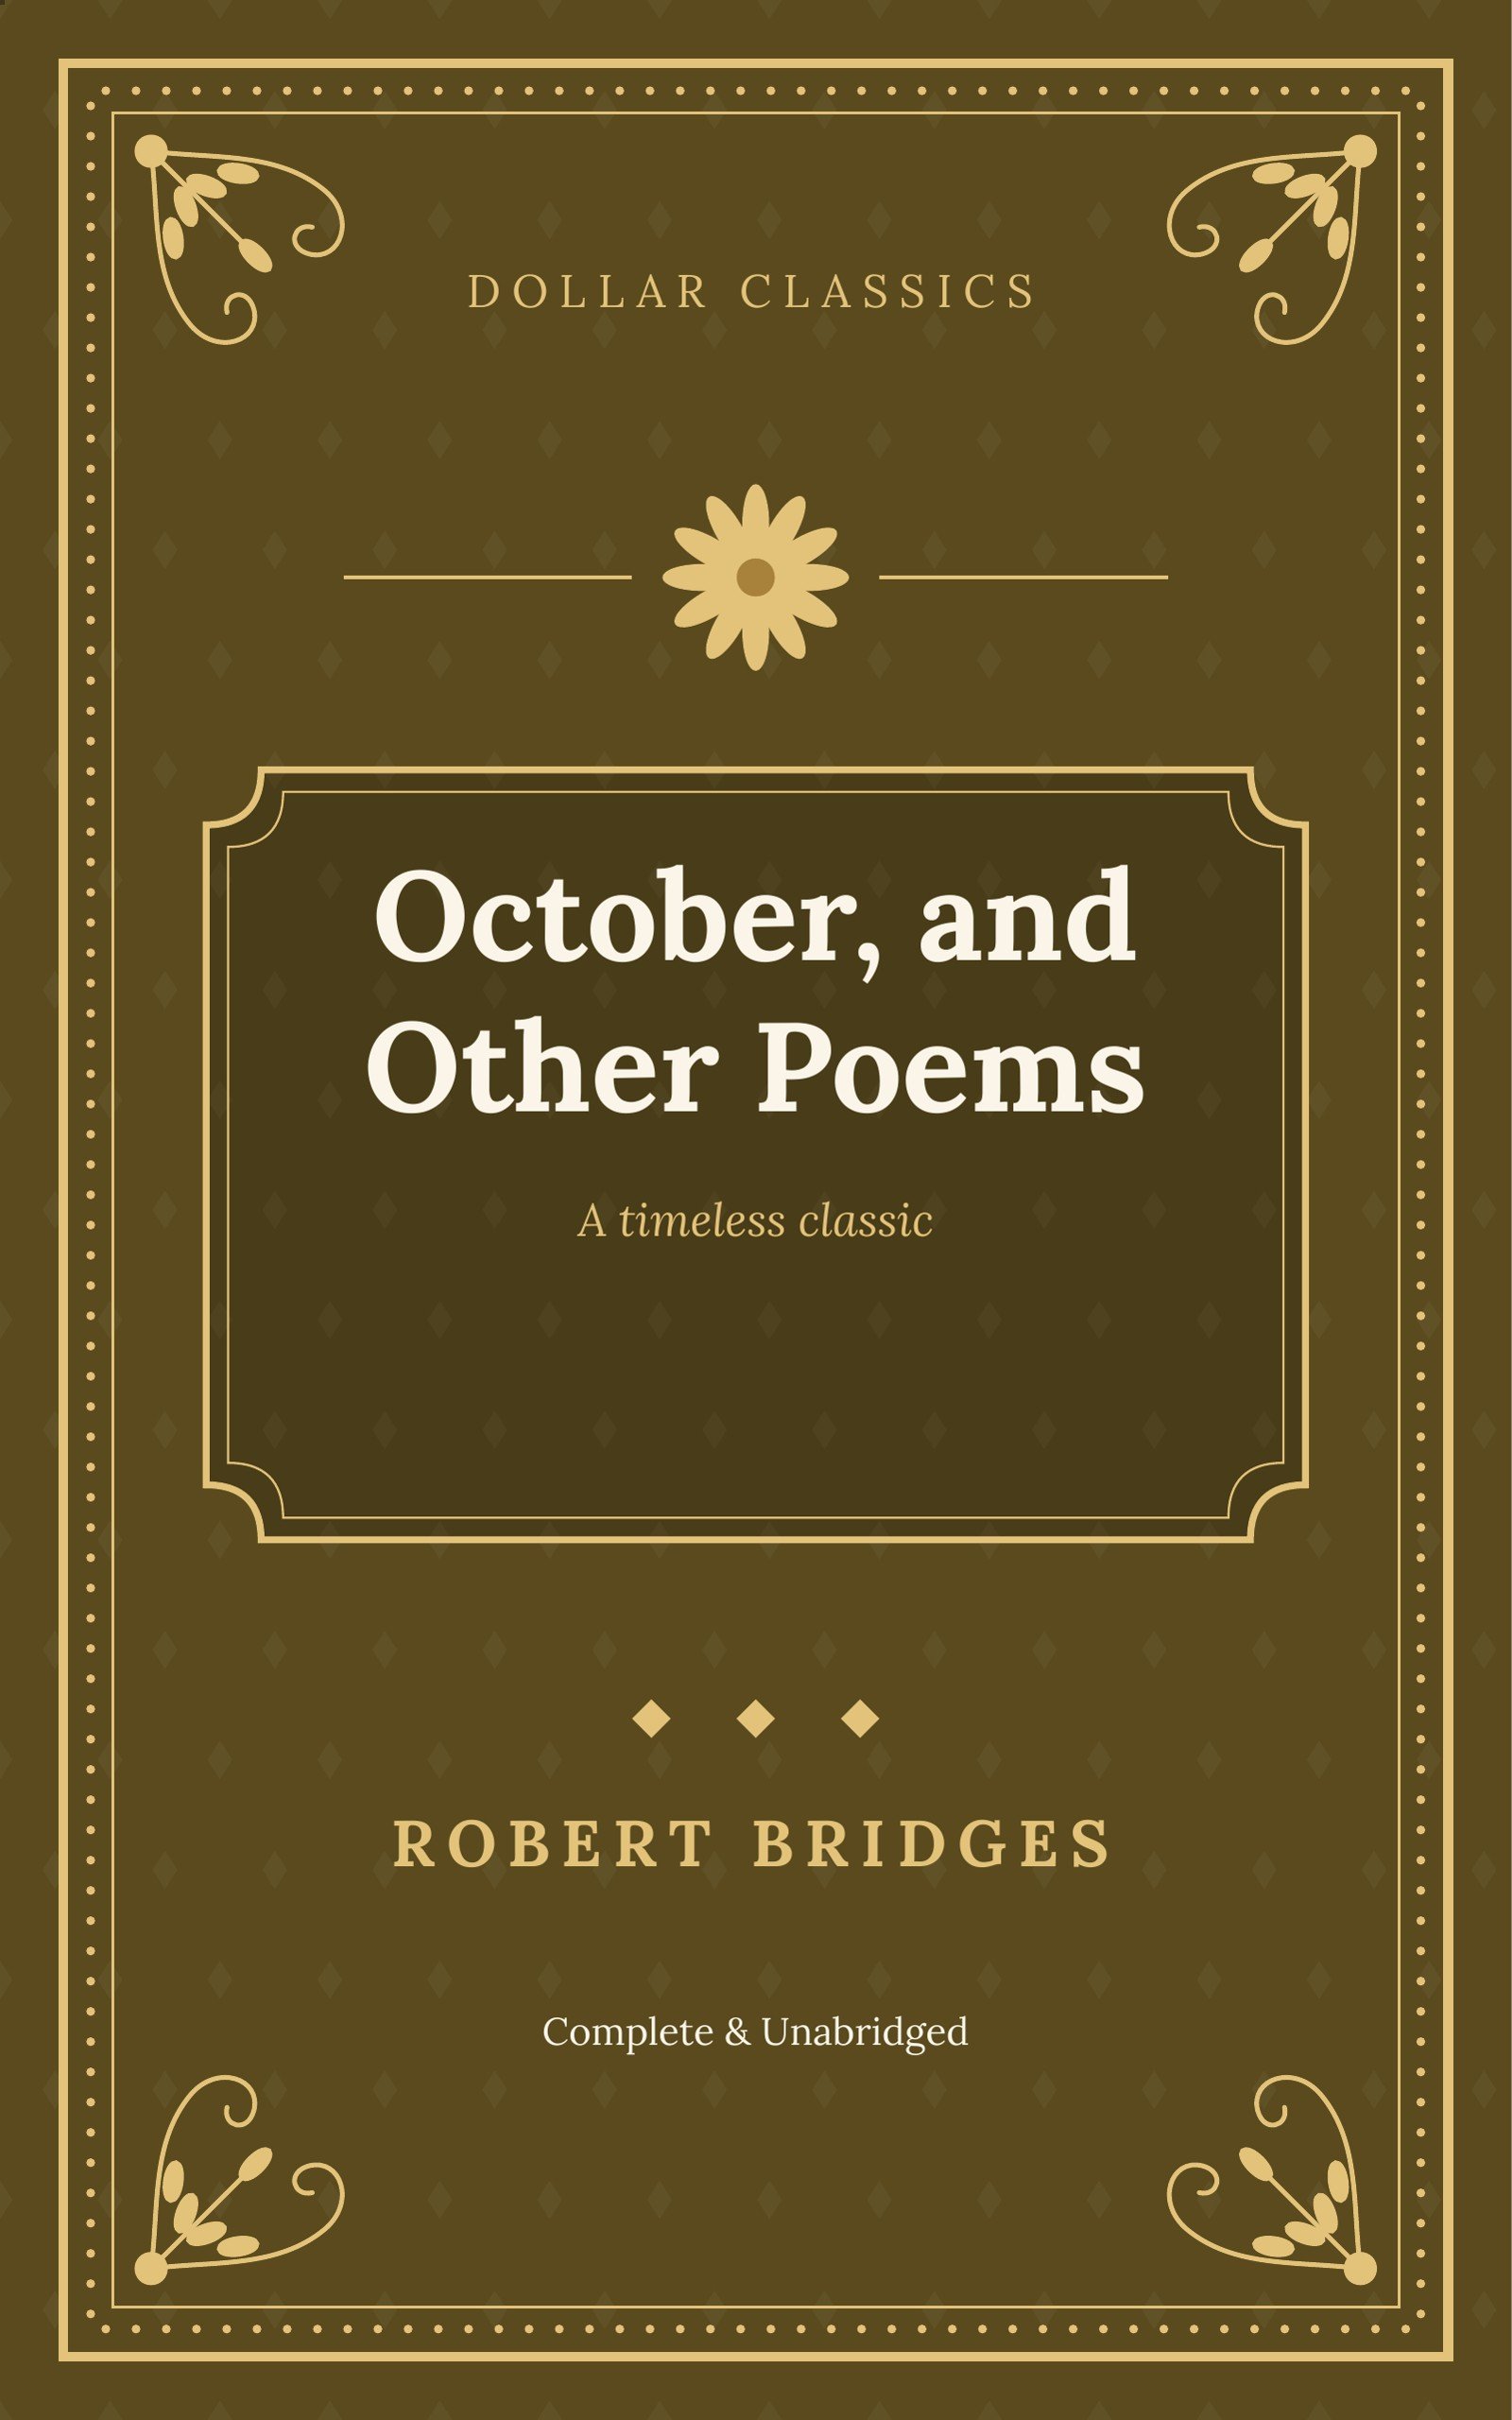 DOLLAR CLASSICS
October, and
Other Poems
A timeless classic
ROBERT BRIDGES
Complete & Unabridged